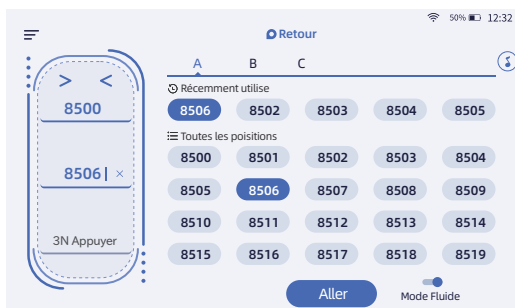 50% 12:32
Retour
A B C
Récemment utilise
8506 8502 8503 8504 8505
Toutes les poisitions
8500 8501 8502 8503 8504
8505 8506 8507 8508 8509
8510 8511 8512 8513 8514
8515 8516 8517 8518 8519
> <
8500
8506 ×
3N Appuyer
Aller
Mode Fluide